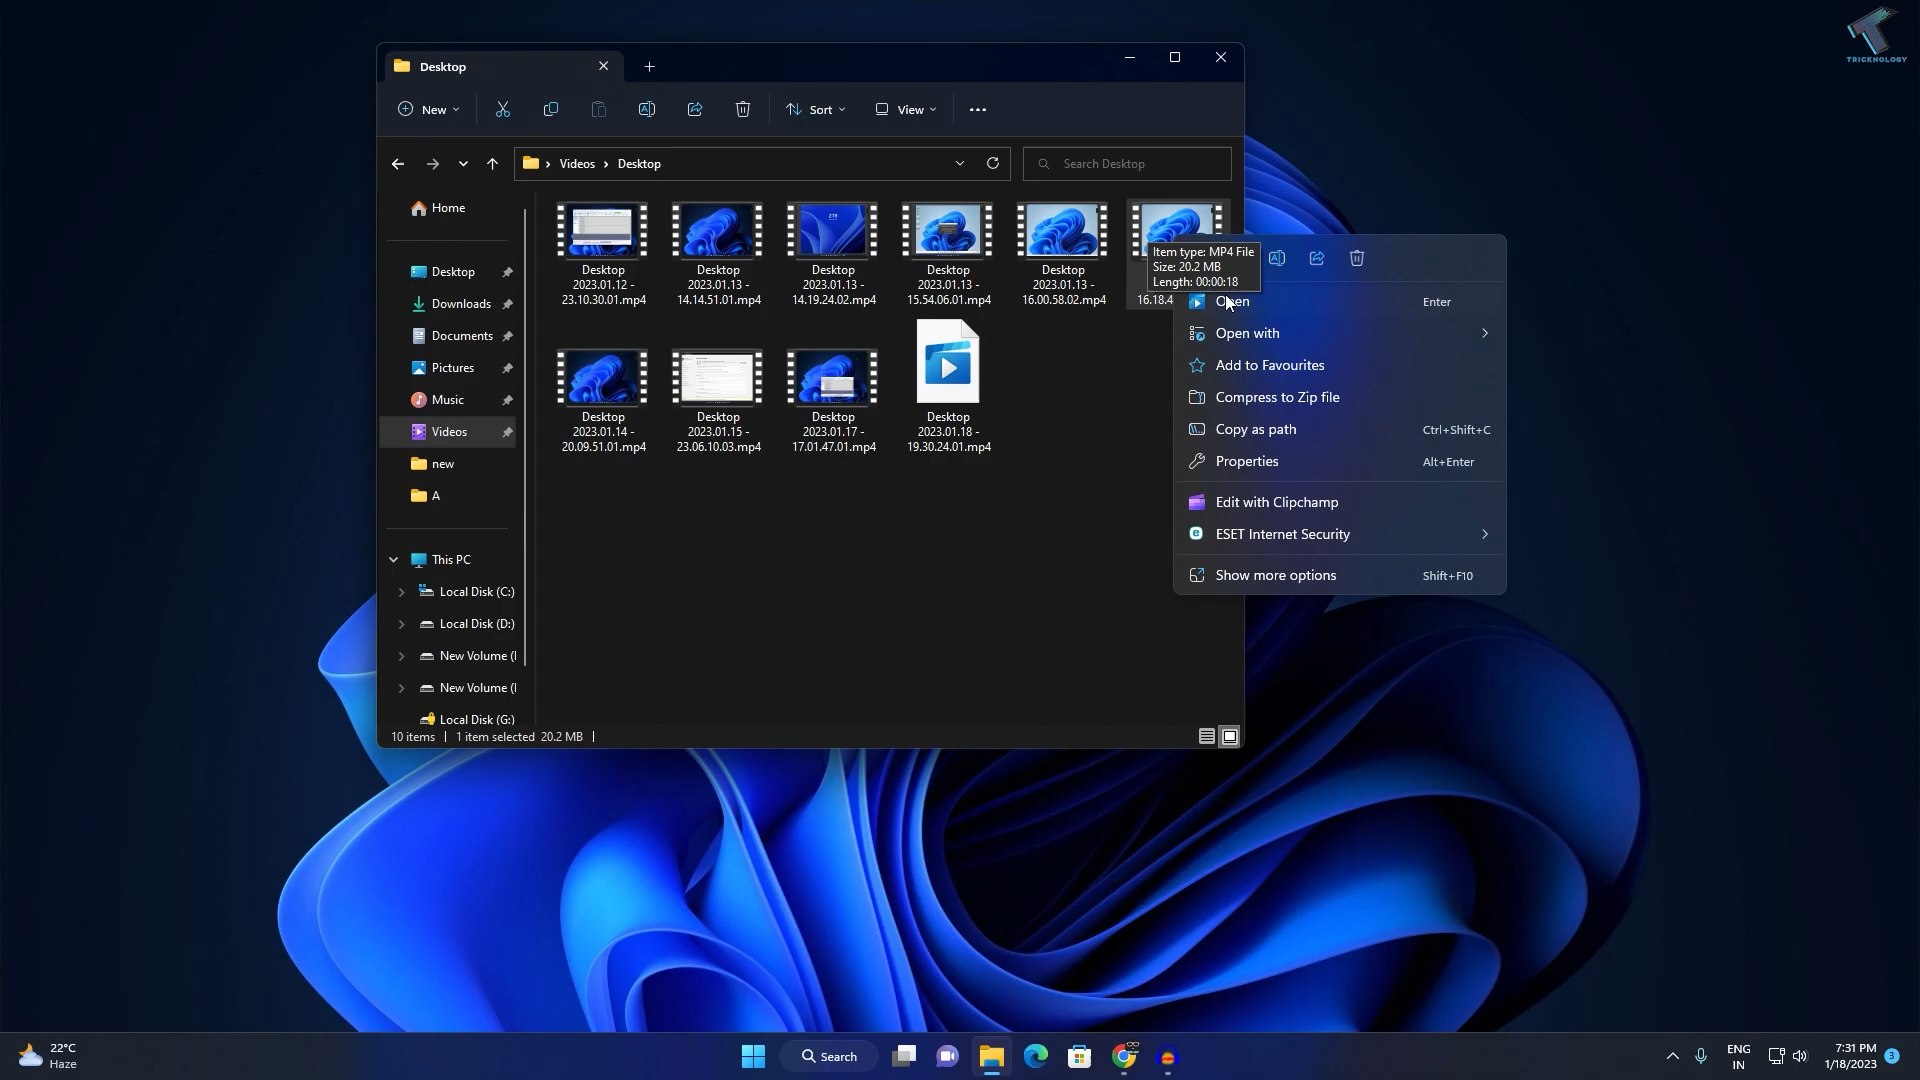 TRICKNOLOGY
Desktop
New
Sort
View
Videos
Desktop
Search Desktop
Home
Desktop
Downloads
Documents
Pictures
Music
Videos
new
A
This PC
Local Disk (C:)
Local Disk (D:)
New Volume (
New Volume (
Local Disk (G:)
Desktop
2023.01.12 -
23.10.30.01.mp4
Desktop
2023.01.13 -
14.14.51.01.mp4
Desktop
2023.01.13 -
14.19.24.02.mp4
Desktop
2023.01.13 -
15.54.06.01.mp4
Desktop
2023.01.13 -
16.00.58.02.mp4
16.18.4
Desktop
2023.01.14 -
20.09.51.01.mp4
Desktop
2023.01.15 -
23.06.10.03.mp4
Desktop
2023.01.17 -
17.01.47.01.mp4
Desktop
2023.01.18 -
19.30.24.01.mp4
Item type: MP4 File
Size: 20.2 MB
Length: 00:00:18
Open Enter
Open with
Add to Favourites
Compress to Zip file
Copy as path Ctrl+Shift+C
Properties Alt+Enter
Edit with Clipchamp
ESET Internet Security
Show more options Shift+F10
10 items 1 item selected 20.2 MB
22°C
Haze
Search
ENG
IN
7:31 PM
1/18/2023
3